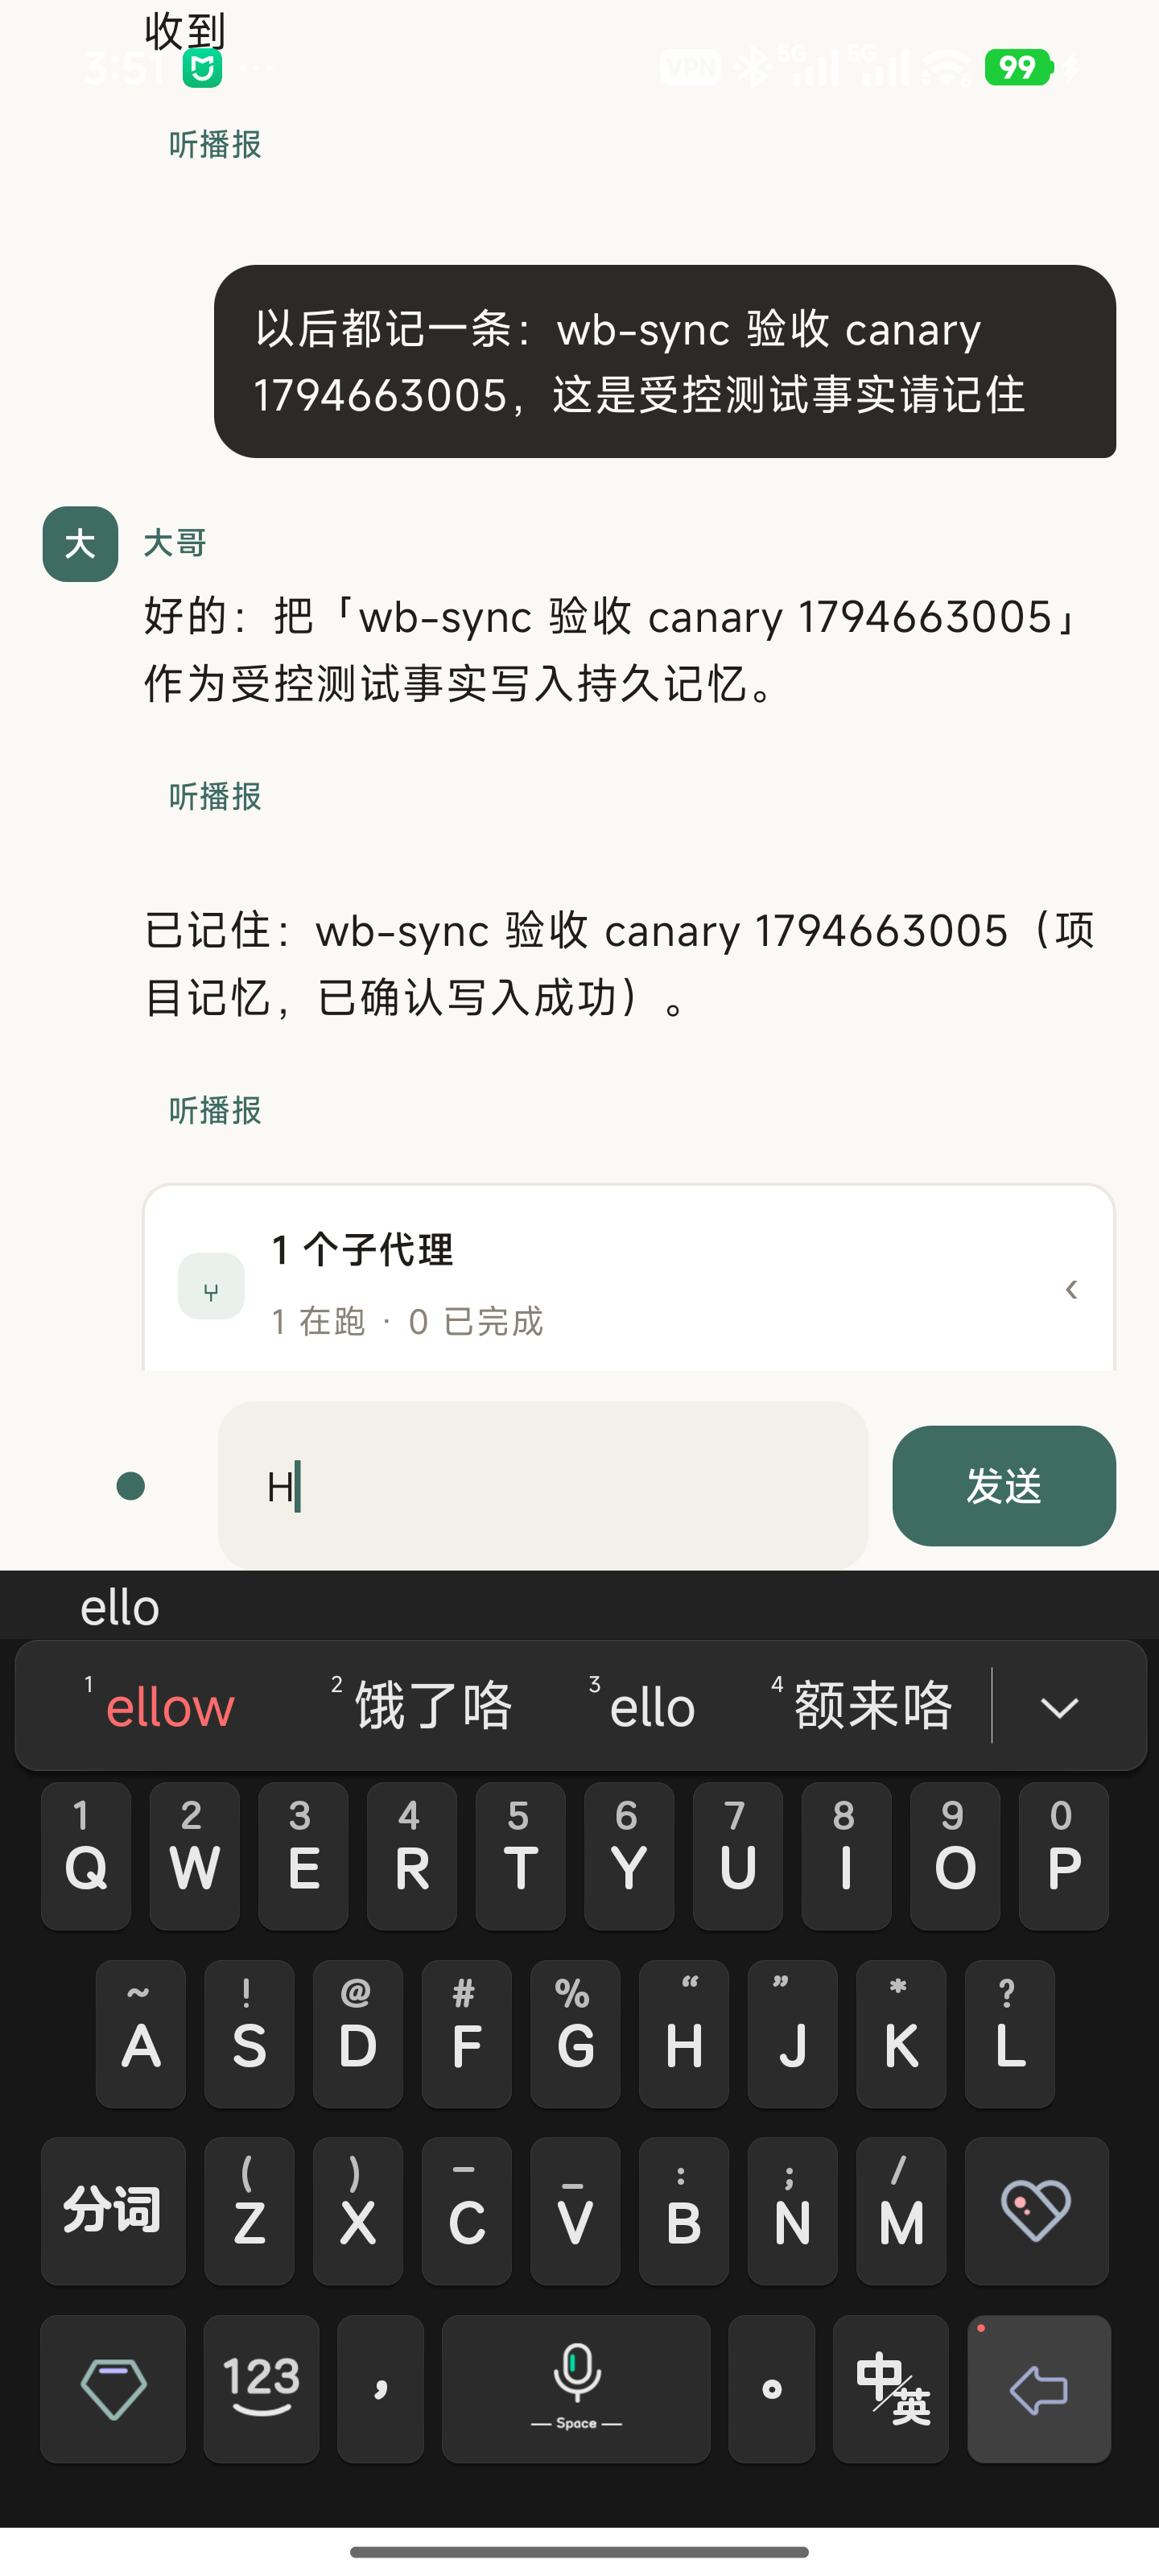 收到
3:51
VPN 5G 5G 6 99
听播报
以后都记一条：wb-sync 验收 canary
1794663005，这是受控测试事实请记住
大 大哥
好的：把「wb-sync 验收 canary 1794663005」
作为受控测试事实写入持久记忆。
听播报
已记住：wb-sync 验收 canary 1794663005（项
目记忆，已确认写入成功）。
听播报
1 个子代理
1 在跑 · 0 已完成
H
发送
ello
1 ellow 2 饿了咯 3 ello 4 额来咯
1 2 3 4 5 6 7 8 9 0
Q W E R T Y U I O P
~ ! @ # % “ ” * ?
A S D F G H J K L
( ) – _ : ; /
分词 Z X C V B N M
123 ， Space 。 中/英